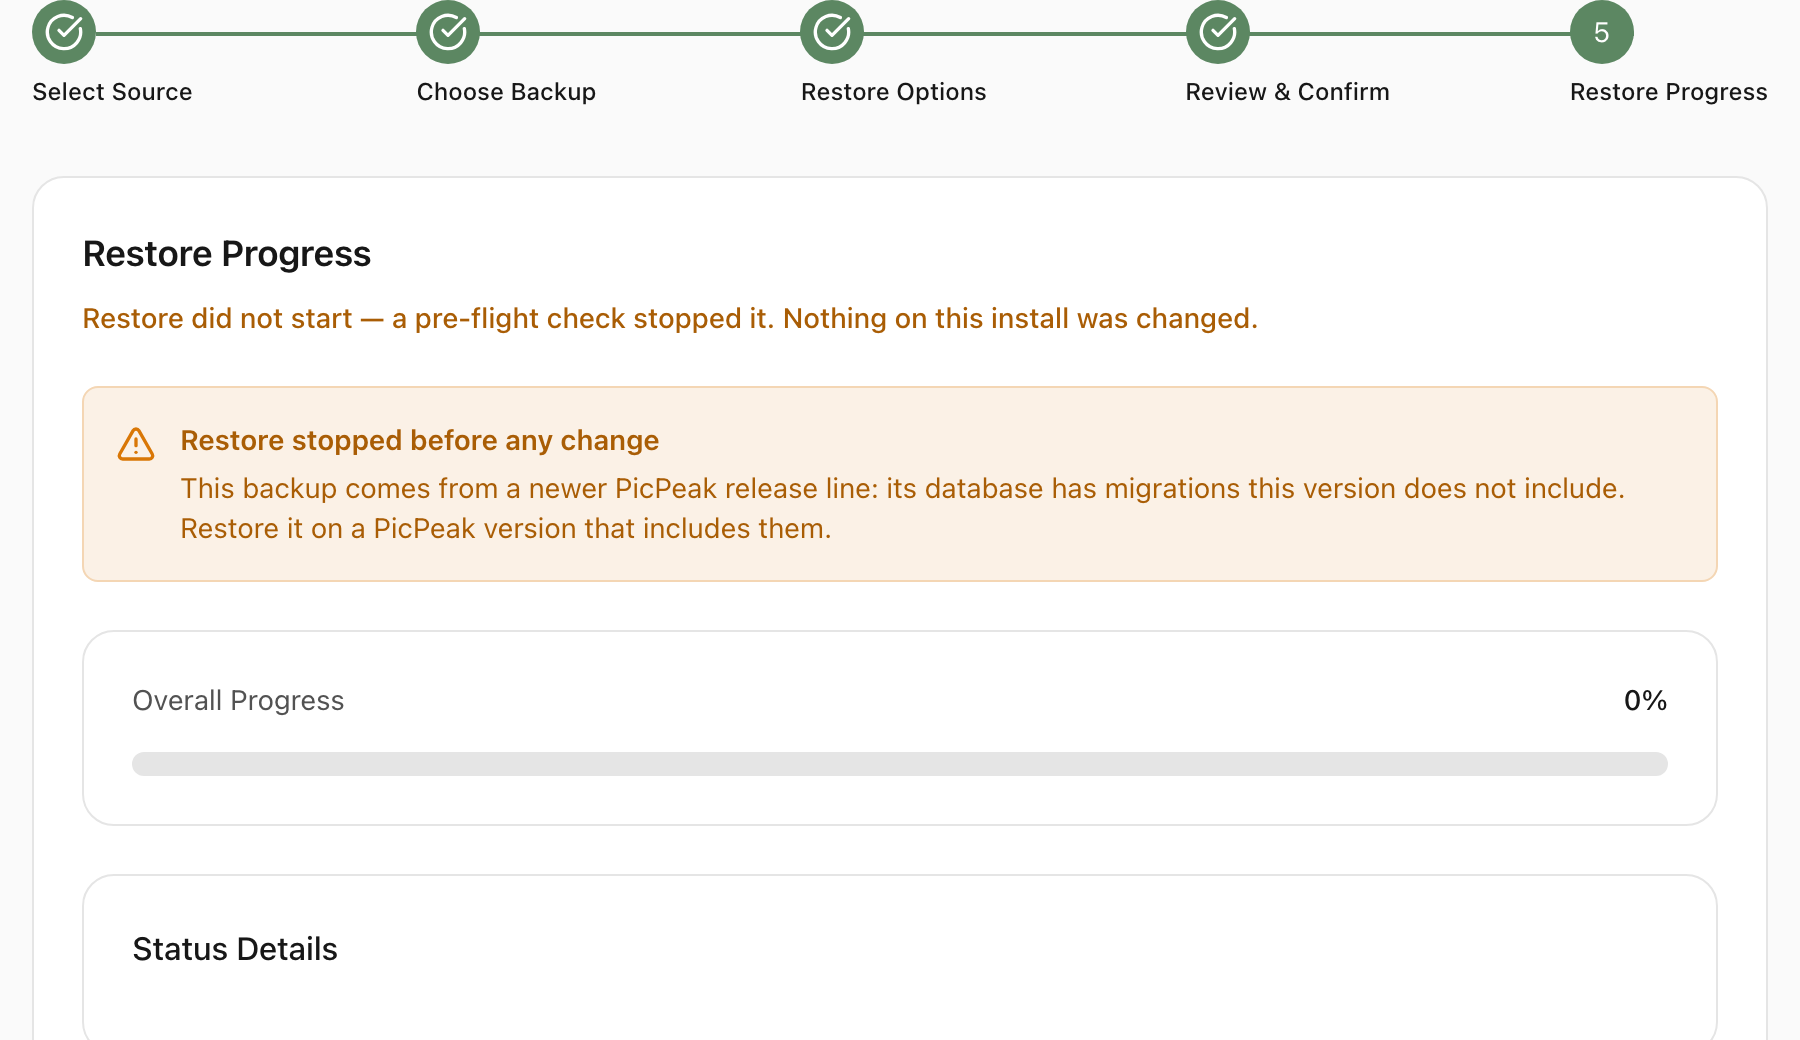 5
Select Source
Choose Backup
Restore Options
Review & Confirm
Restore Progress
Restore Progress
Restore did not start — a pre-flight check stopped it. Nothing on this install was changed.
Restore stopped before any change
This backup comes from a newer PicPeak release line: its database has migrations this version does not include.
Restore it on a PicPeak version that includes them.
Overall Progress
0%
Status Details